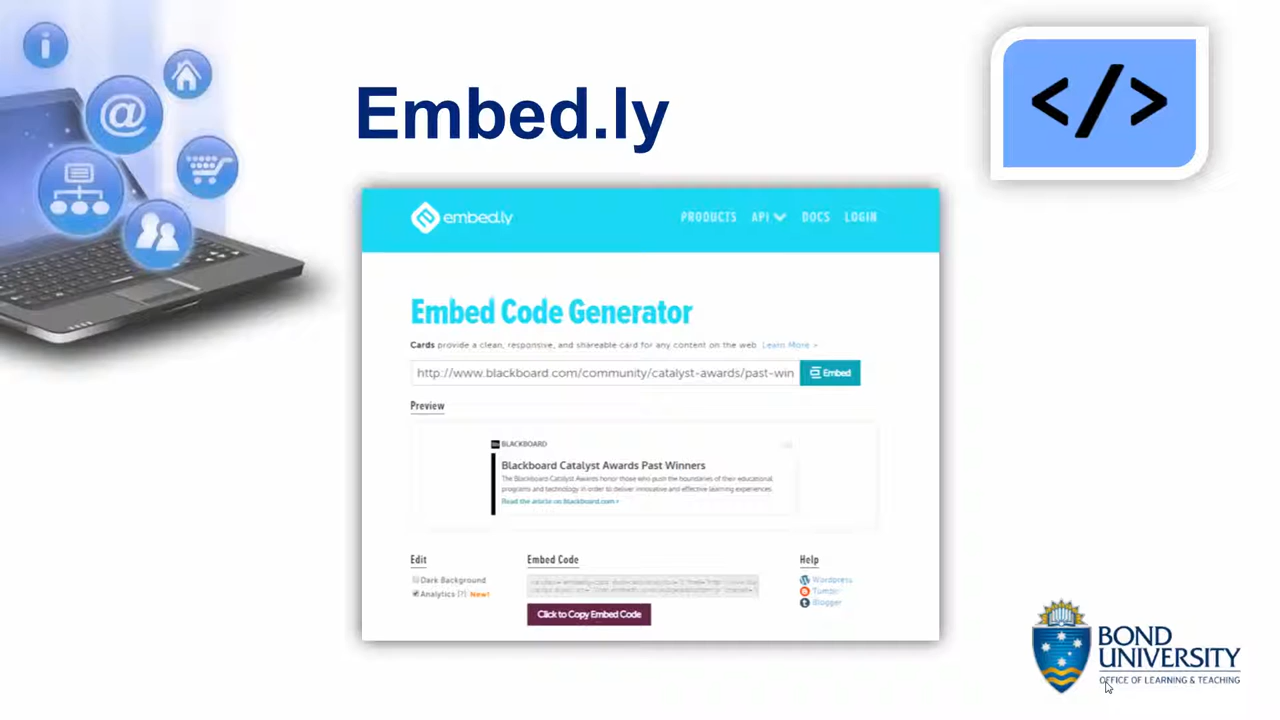 Embed.ly
</>
embed.ly
PRODUCTS API DOCS LOGIN
Embed Code Generator
Cards provide a clean, responsive, and shareable card for any content on the web. Learn More >
http://www.blackboard.com/community/catalyst-awards/past-win
Embed
Preview
BLACKBOARD
Blackboard Catalyst Awards Past Winners
The Blackboard Catalyst Awards honor those who push the boundaries of their educational
programs and technology in order to deliver innovative and effective learning experiences.
Read the article on blackboard.com >
Edit
Dark Background
Analytics [?] New!
Embed Code
Click to Copy Embed Code
Help
Wordpress
Tumblr
Blogger
BOND
UNIVERSITY
OFFICE OF LEARNING & TEACHING